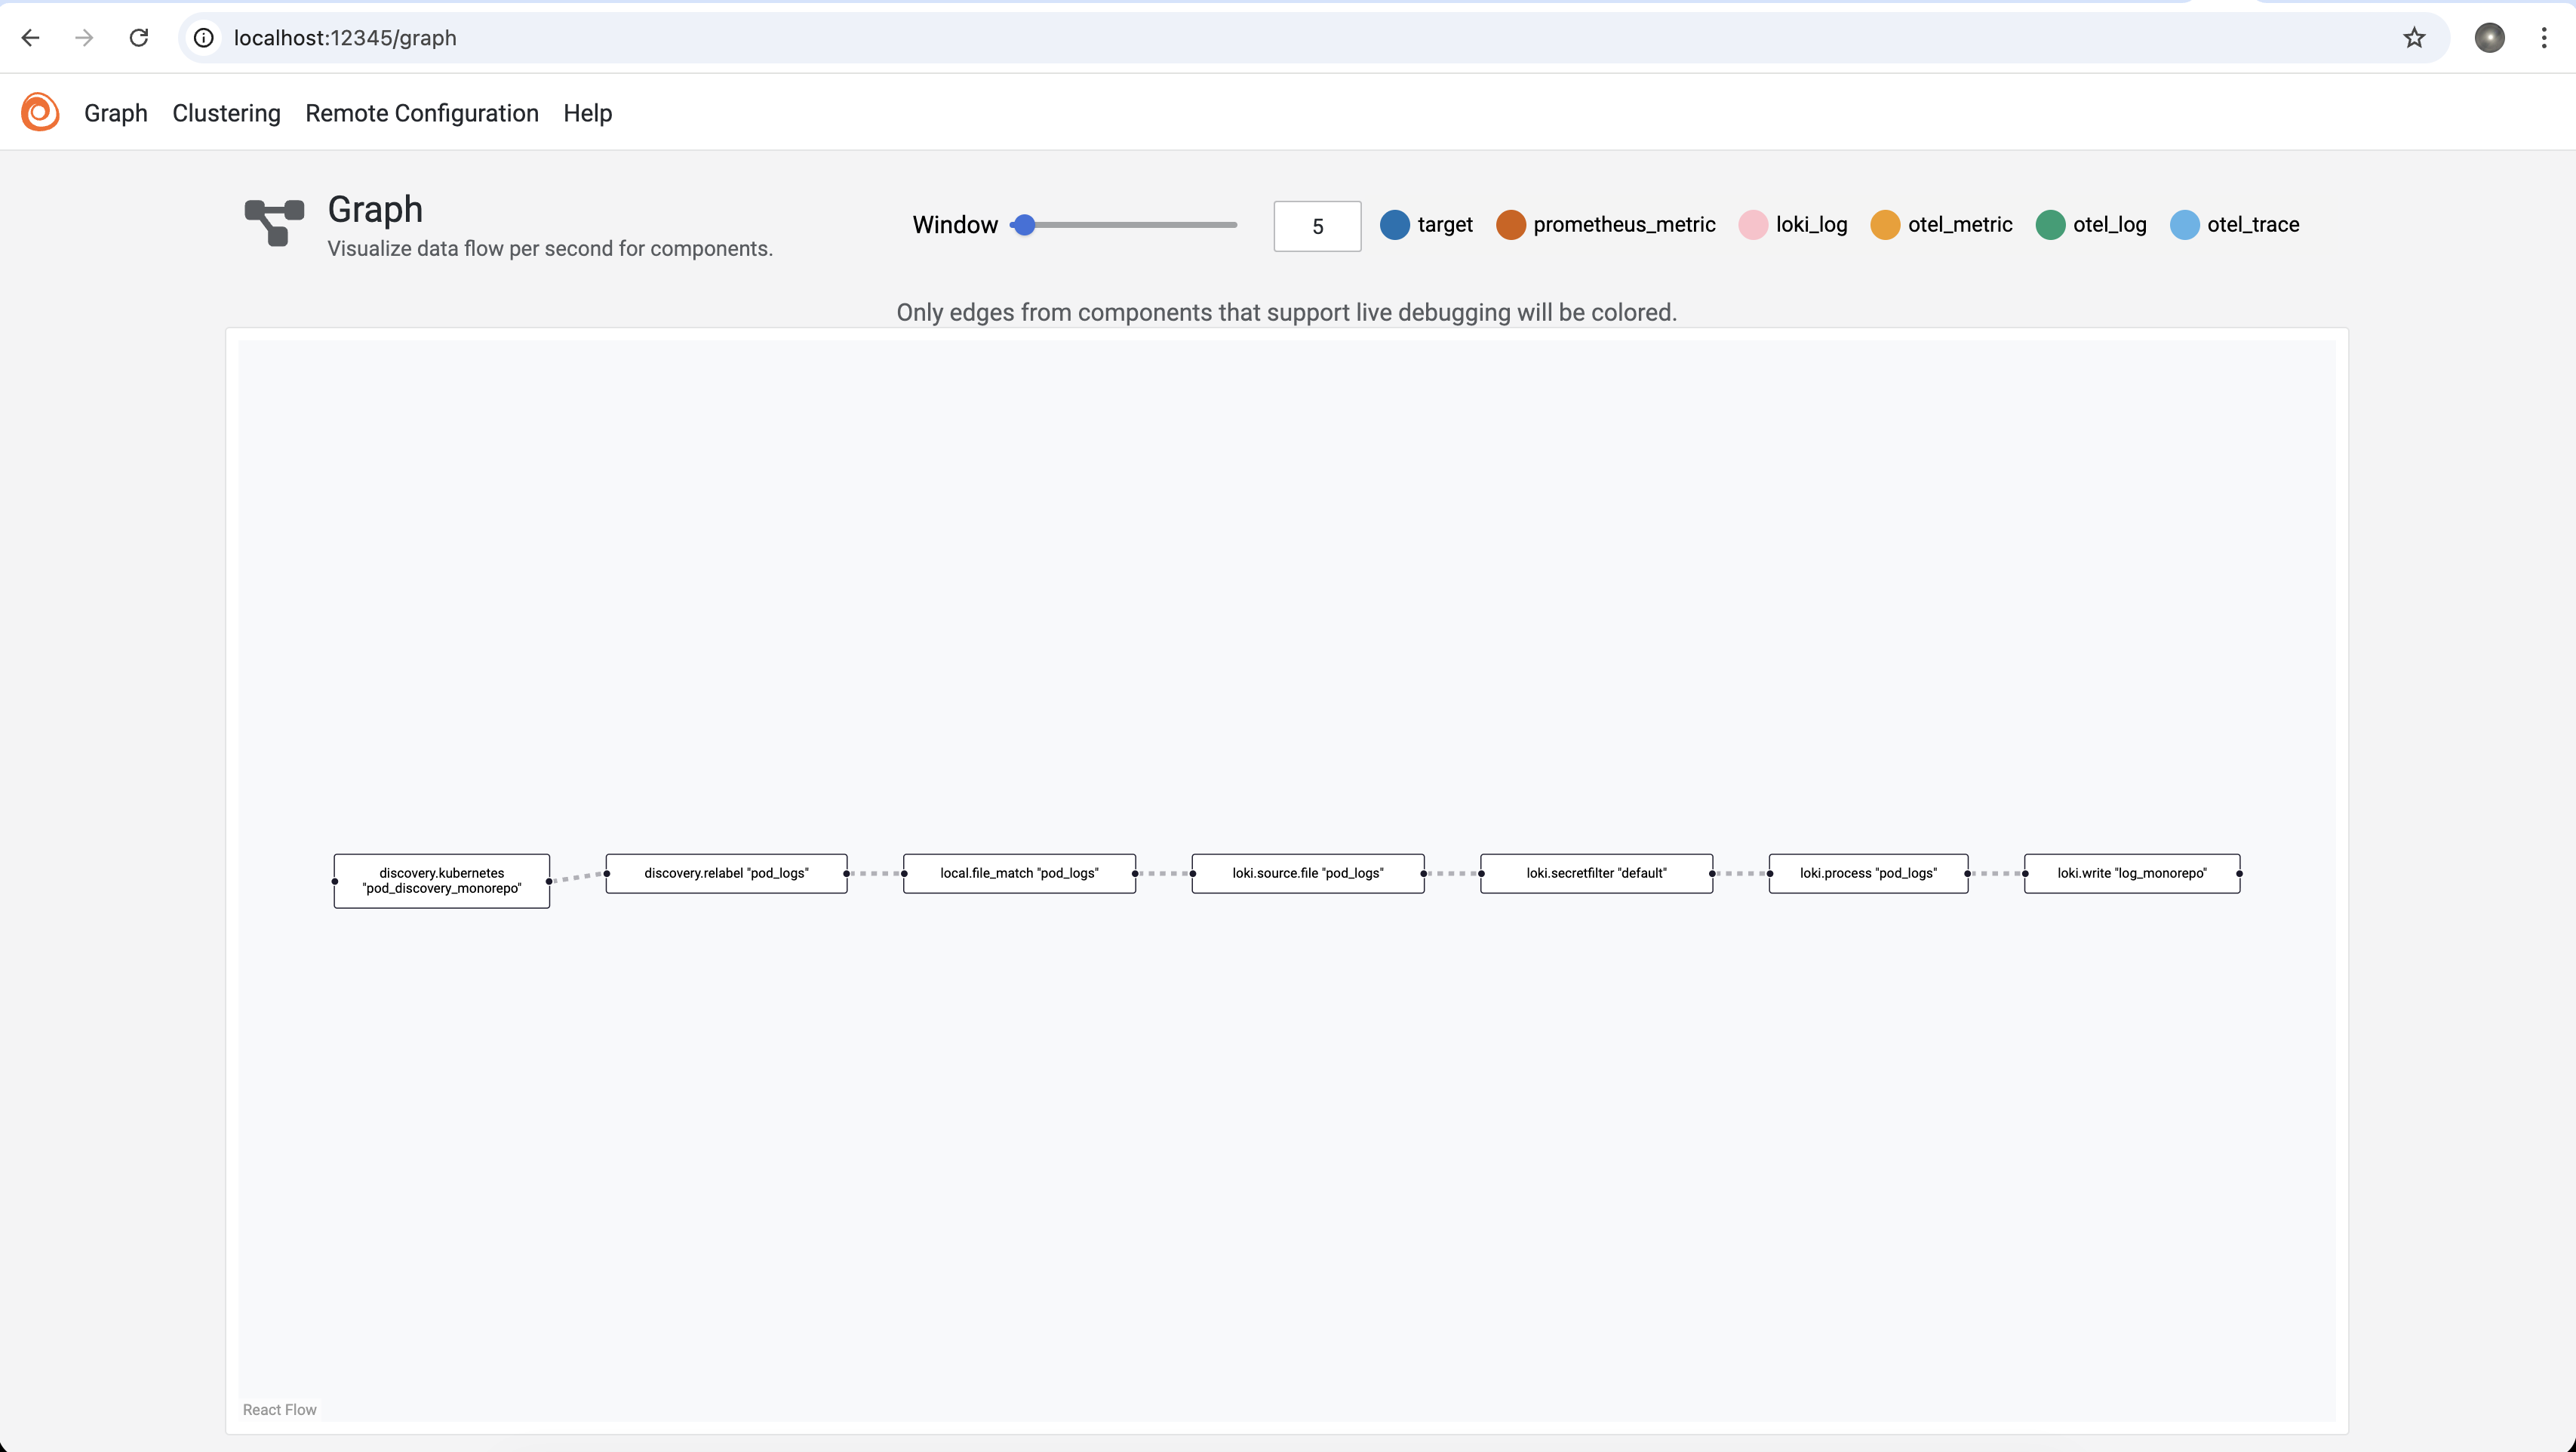 localhost:12345/graph
Graph Clustering Remote Configuration Help
Graph
Visualize data flow per second for components.
Window 5 target prometheus_metric loki_log otel_metric otel_log otel_trace
Only edges from components that support live debugging will be colored.
discovery.kubernetes
"pod_discovery_monorepo"
discovery.relabel "pod_logs"
local.file_match "pod_logs"
loki.source.file "pod_logs"
loki.secretfilter "default"
loki.process "pod_logs"
loki.write "log_monorepo"
React Flow